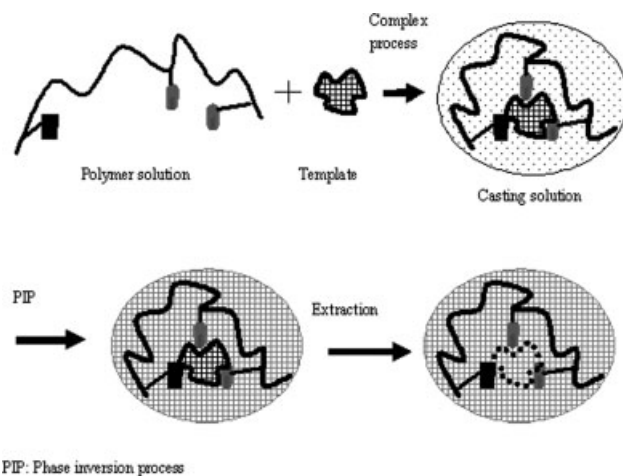 Complex
process
Polymer solution
Template
Casting solution
PIP
Extraction
PIP: Phase inversion process